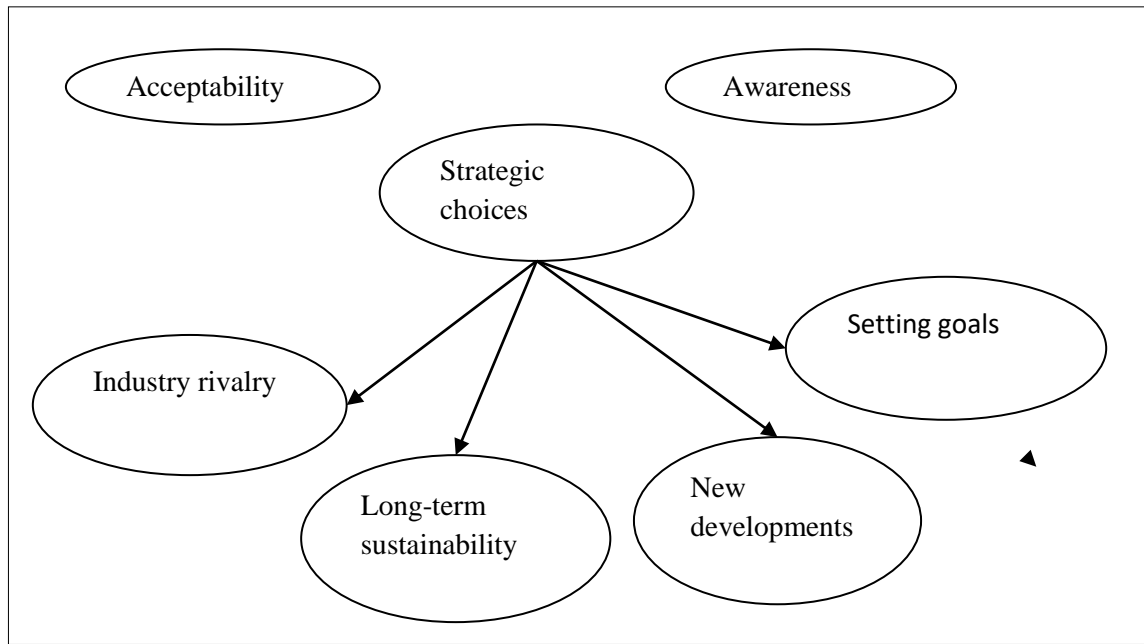 Acceptability
Awareness
Strategic
choices
Setting goals
Industry rivalry
Long-term
sustainability
New
developments